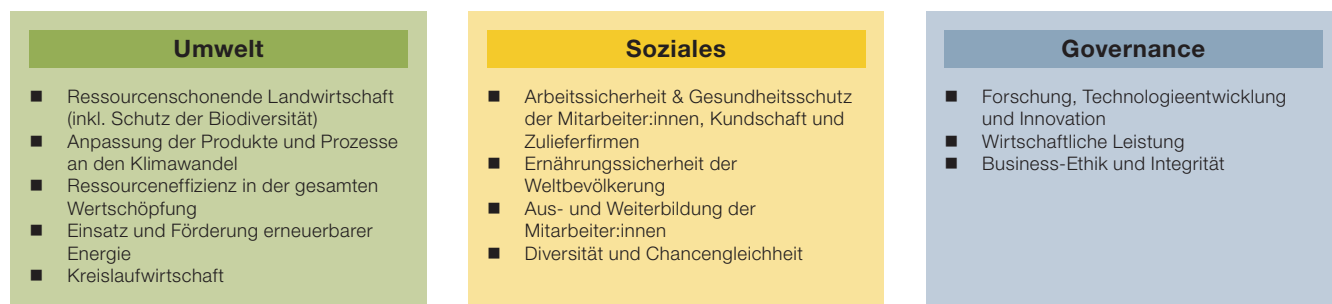 Umwelt
■ Ressourcenschonende Landwirtschaft
(inkl. Schutz der Biodiversität)
■ Anpassung der Produkte und Prozesse
an den Klimawandel
■ Ressourceneffizienz in der gesamten
Wertschöpfung
■ Einsatz und Förderung erneuerbarer
Energie
■ Kreislaufwirtschaft
Soziales
■ Arbeitssicherheit & Gesundheitsschutz
der Mitarbeiter:innen, Kundschaft und
Zulieferfirmen
■ Ernährungssicherheit der
Weltbevölkerung
■ Aus- und Weiterbildung der
Mitarbeiter:innen
■ Diversität und Chancengleichheit
Governance
■ Forschung, Technologieentwicklung
und Innovation
■ Wirtschaftliche Leistung
■ Business-Ethik und Integrität